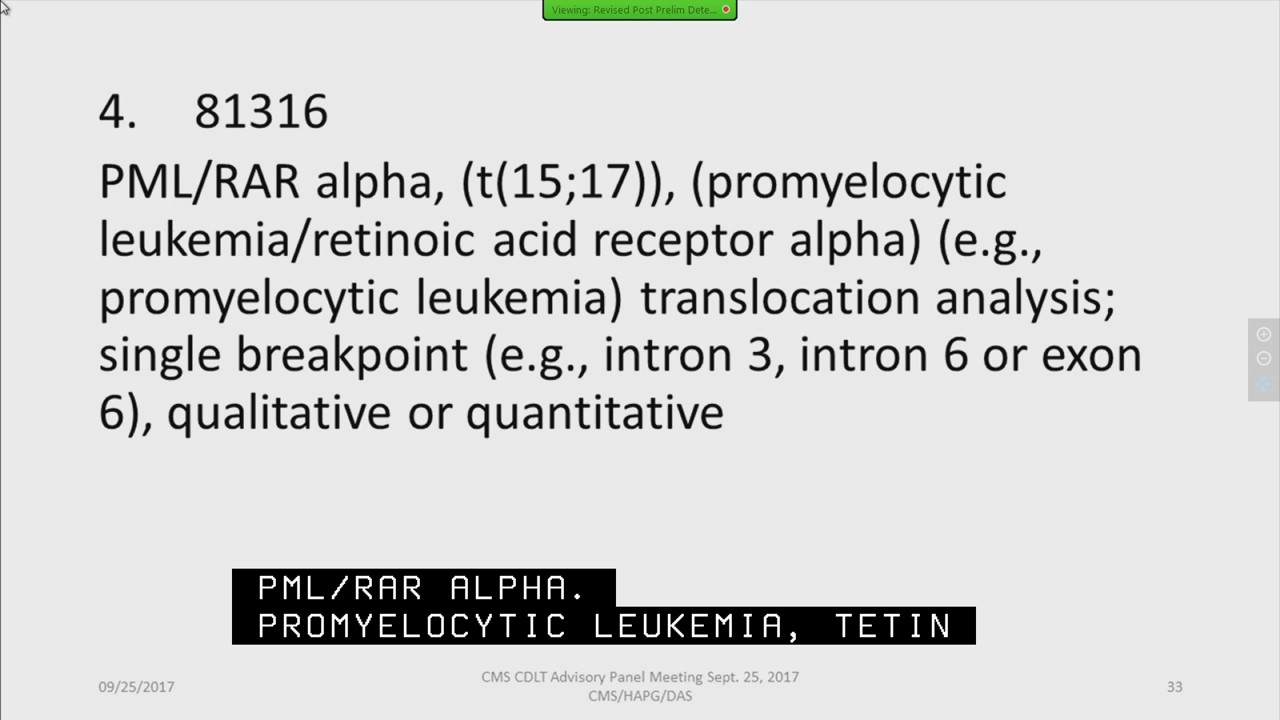 Viewing: Revised Post Prelim Dete...
4. 81316
PML/RAR alpha, (t(15;17)), (promyelocytic
leukemia/retinoic acid receptor alpha) (e.g.,
promyelocytic leukemia) translocation analysis;
single breakpoint (e.g., intron 3, intron 6 or exon
6), qualitative or quantitative
PML/RAR ALPHA.
PROMYELOCYTIC LEUKEMIA, TETIN
09/25/2017
CMS CDLT Advisory Panel Meeting Sept. 25, 2017
CMS/HAPG/DAS
33